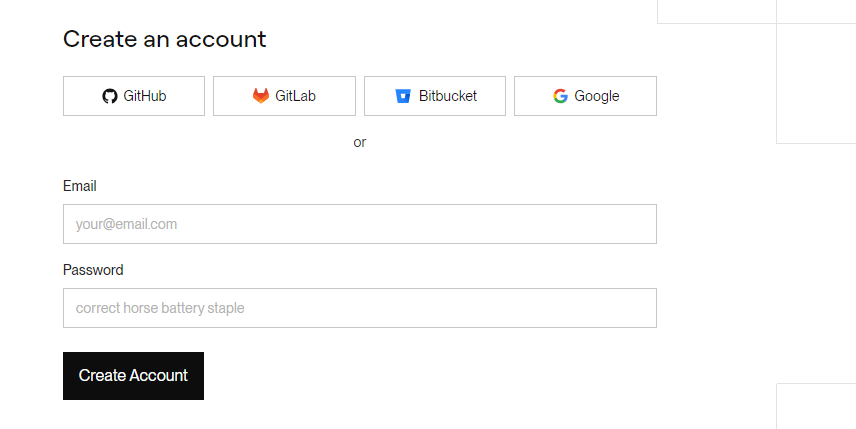 Create an account
GitHub GitLab Bitbucket Google
or
Email
your@email.com
Password
correct horse battery staple
Create Account